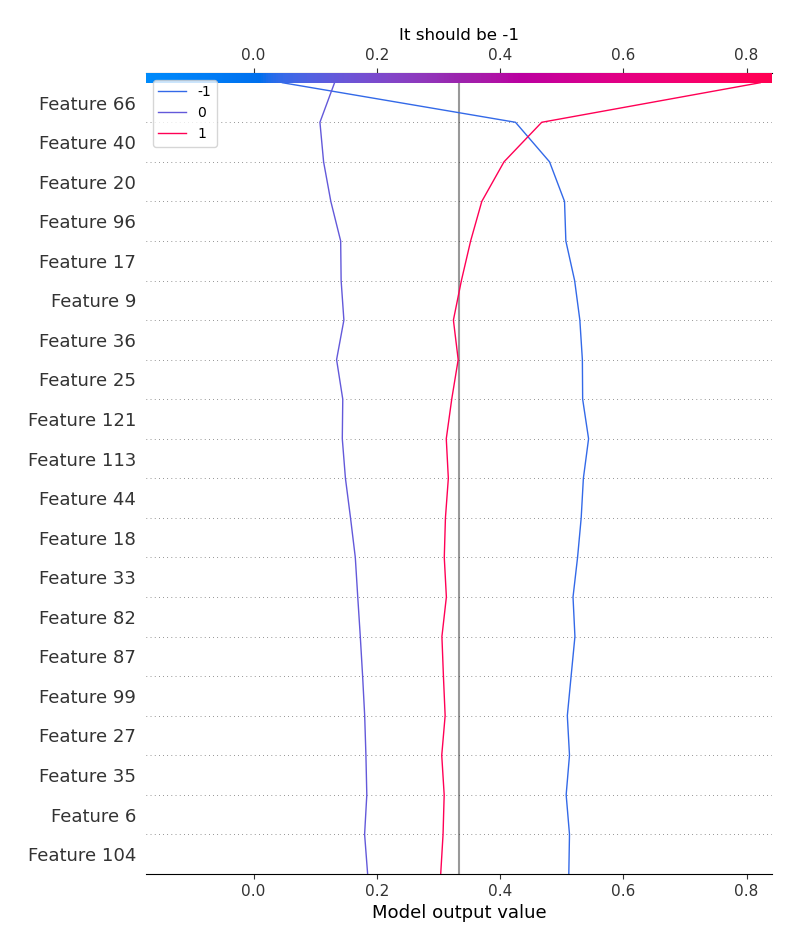 It should be -1
0.0 0.2 0.4 0.6 0.8
-1
0
1
Feature 66
Feature 40
Feature 20
Feature 96
Feature 17
Feature 9
Feature 36
Feature 25
Feature 121
Feature 113
Feature 44
Feature 18
Feature 33
Feature 82
Feature 87
Feature 99
Feature 27
Feature 35
Feature 6
Feature 104
0.0 0.2 0.4 0.6 0.8
Model output value